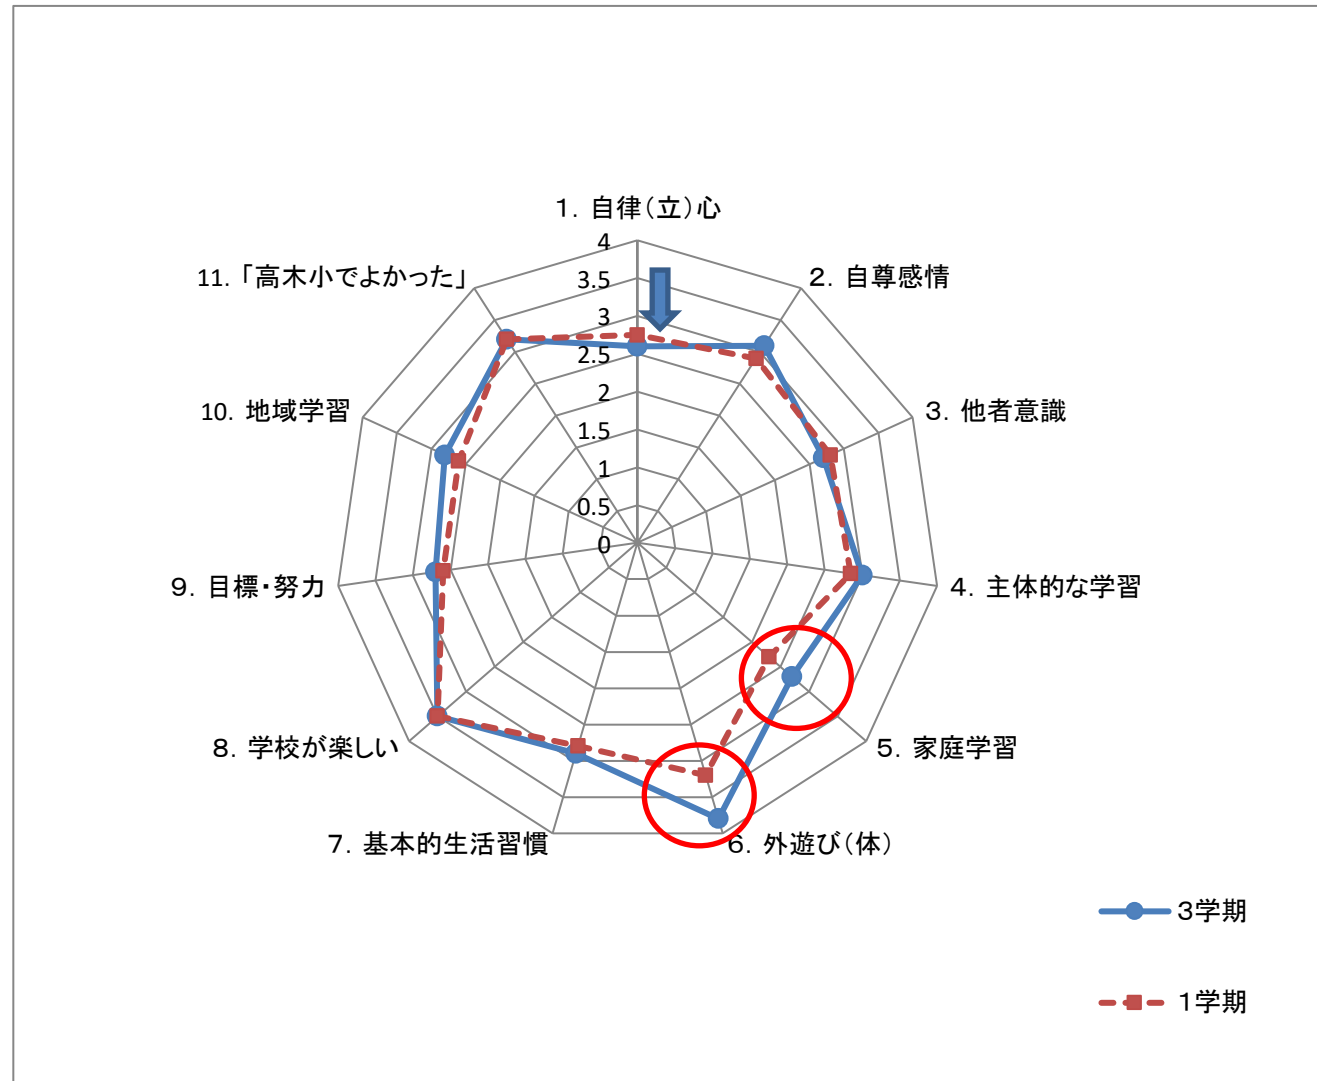 1. 自律(立)心
2. 自尊感情
3. 他者意識
4. 主体的な学習
5. 家庭学習
6. 外遊び(体)
7. 基本的生活習慣
8. 学校が楽しい
9. 目標・努力
10. 地域学習
11. 「高木小でよかった」
4
3.5
3
2.5
2
1.5
1
0.5
0
3学期
1学期